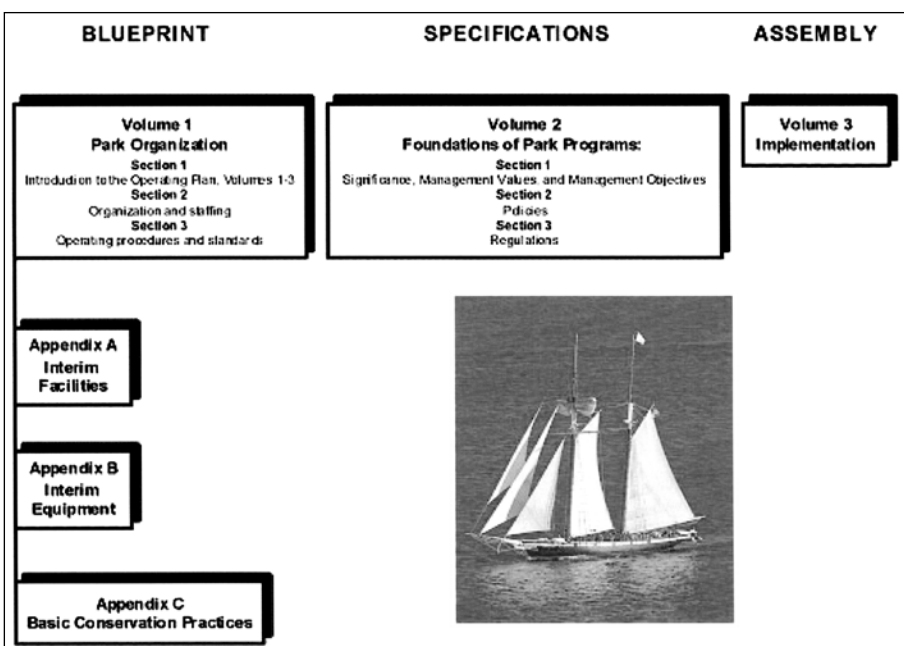 BLUEPRINT
SPECIFICATIONS
ASSEMBLY
Volume 1
Park Organization
Section 1
Introduction to the Operating Plan, Volumes 1-3
Section 2
Organization and staffing
Section 3
Operating procedures and standards
Volume 2
Foundations of Park Programs:
Section 1
Significance, Management Values, and Management Objectives
Section 2
Policies
Section 3
Regulations
Volume 3
Implementation
Appendix A
Interim
Facilities
Appendix B
Interim
Equipment
Appendix C
Basic Conservation Practices